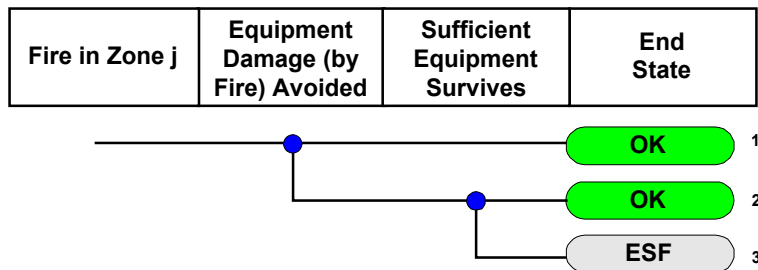 Fire in Zone j
Equipment
Damage (by
Fire) Avoided
Sufficient
Equipment
Survives
End
State
OK 1
OK 2
ESF 3